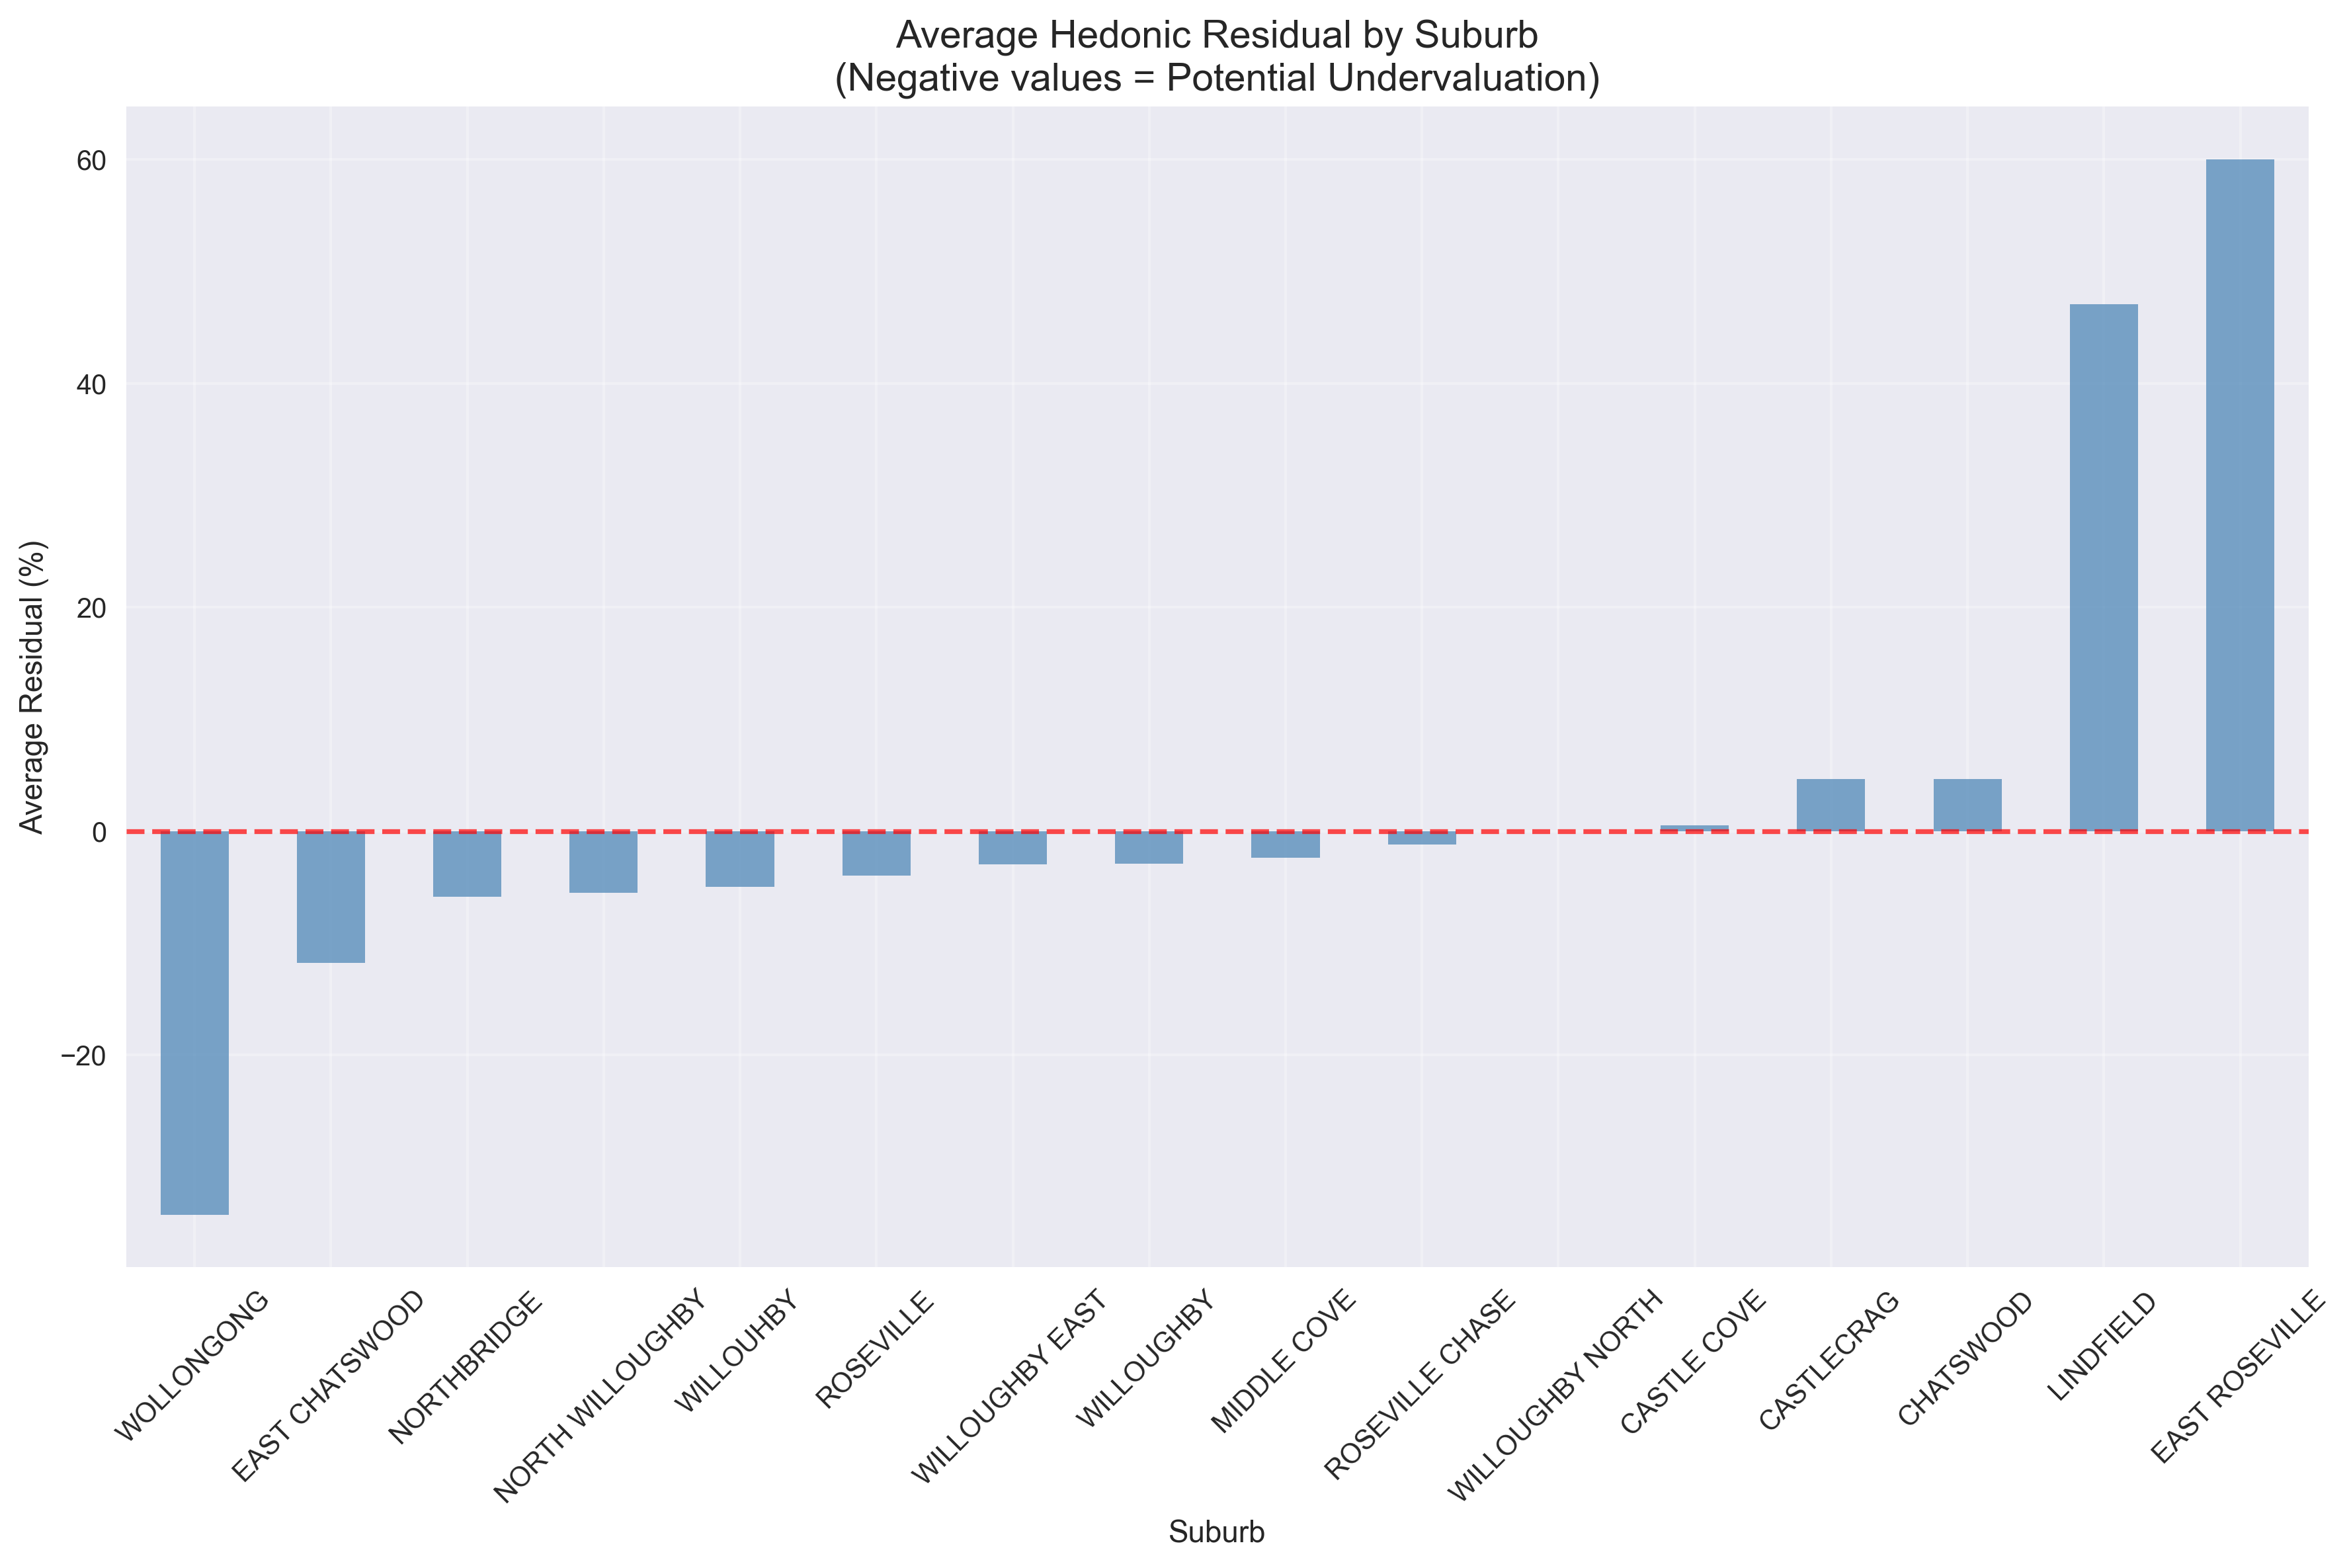 Average Hedonic Residual by Suburb
(Negative values = Potential Undervaluation)
Average Residual (%)
60
40
20
0
−20
WOLLONGONG
EAST CHATSWOOD
NORTHBRIDGE
NORTH WILLOUGHBY
WILLOUHBY
ROSEVILLE
WILLOUGHBY EAST
WILLOUGHBY
MIDDLE COVE
ROSEVILLE CHASE
WILLOUGHBY NORTH
CASTLE COVE
CASTLECRAG
CHATSWOOD
LINDFIELD
EAST ROSEVILLE
Suburb